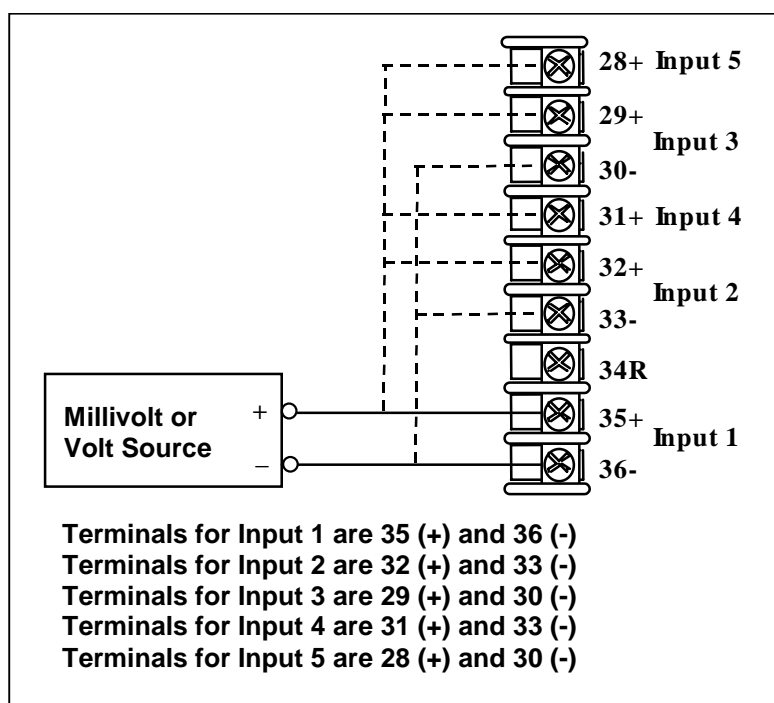 28+ Input 5
29+
Input 3
30-
31+ Input 4
32+
Input 2
33-
34R
Millivolt or +
Volt Source −
35+
Input 1
36-
Terminals for Input 1 are 35 (+) and 36 (-)
Terminals for Input 2 are 32 (+) and 33 (-)
Terminals for Input 3 are 29 (+) and 30 (-)
Terminals for Input 4 are 31 (+) and 33 (-)
Terminals for Input 5 are 28 (+) and 30 (-)